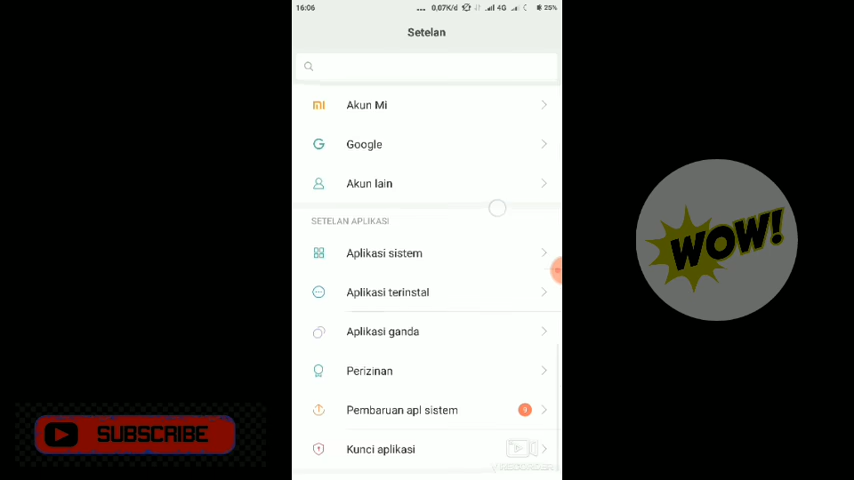 16:06 ... 0,07K/d 4G 25%
Setelan
Akun Mi
Google
Akun lain
SETELAN APLIKASI
Aplikasi sistem
Aplikasi terinstal
Aplikasi ganda
Perizinan
Pembaruan apl sistem 9
Kunci aplikasi
WOW!
SUBSCRIBE